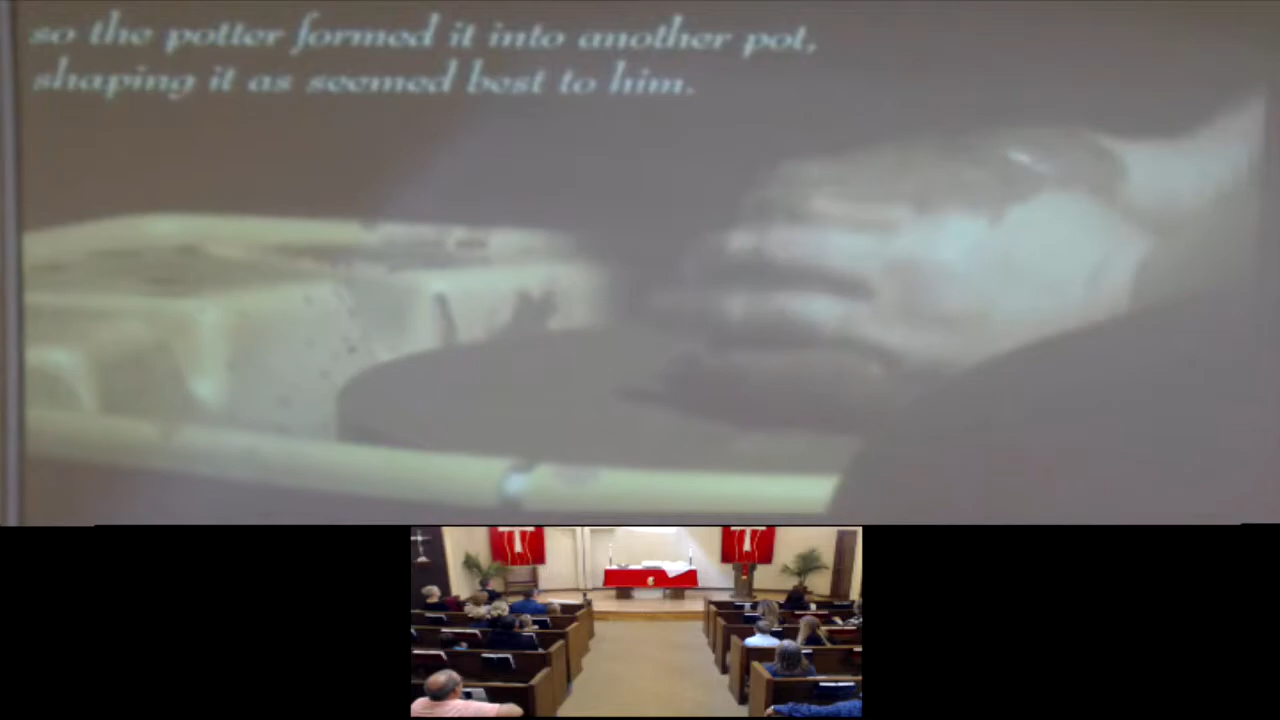 so the potter formed it into another pot,
shaping it as seemed best to him.